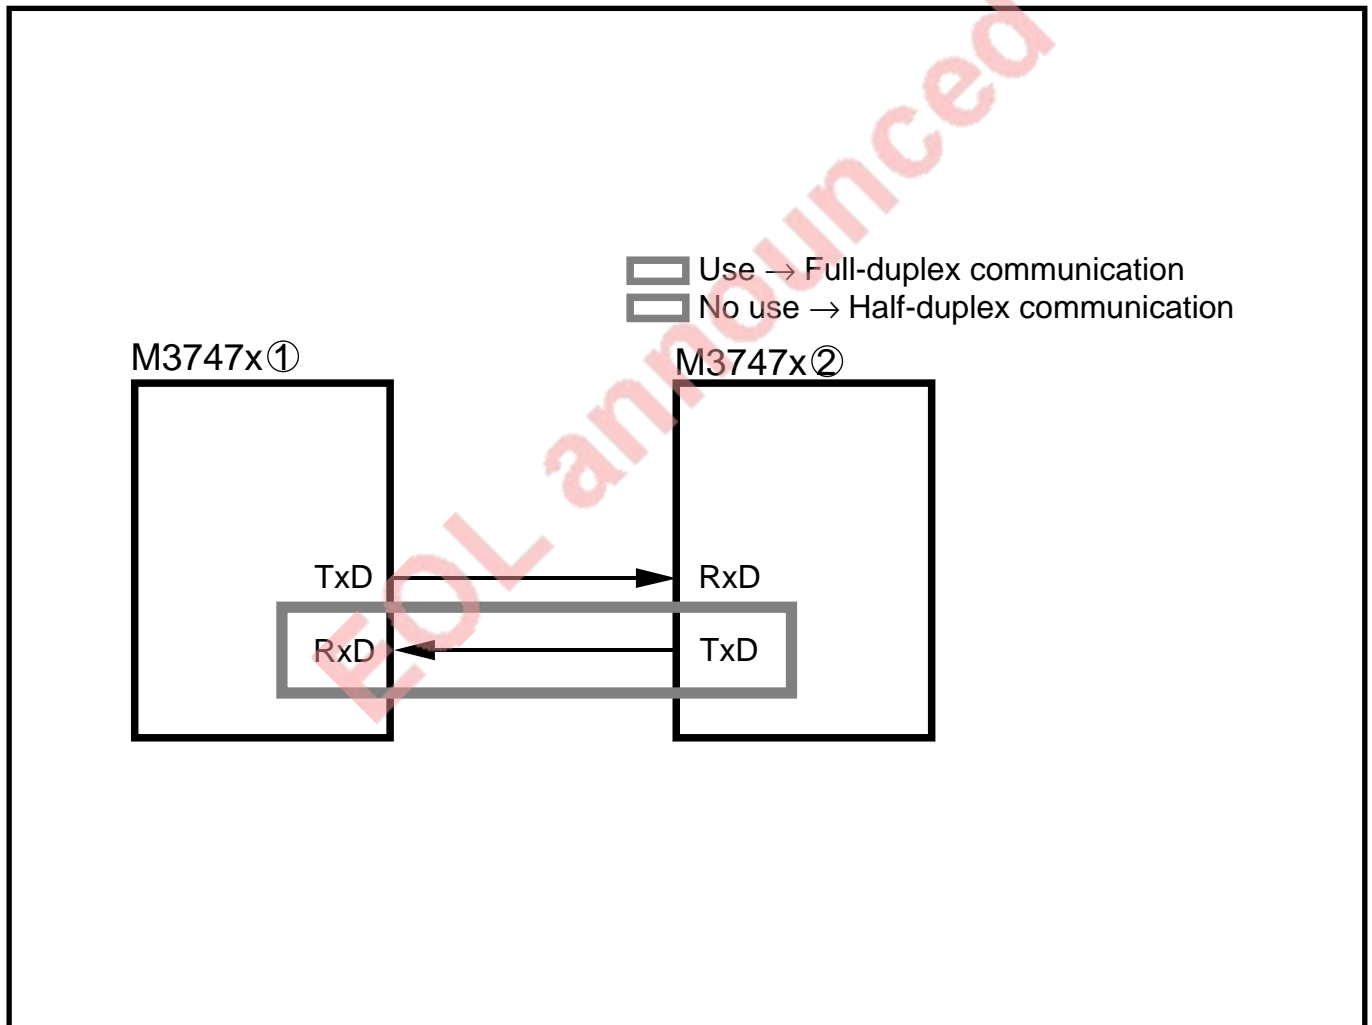 Use → Full-duplex communication
No use → Half-duplex communication
M3747x①
M3747x②
TxD
RxD
RxD
TxD
EOL announced